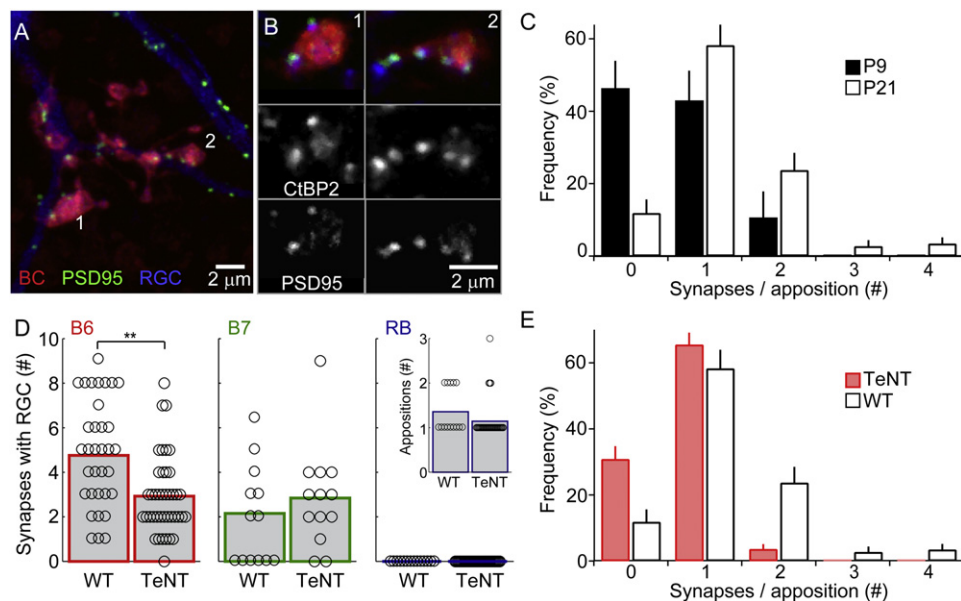 A
1
2
BC PSD95 RGC 2 μm
B
1
2
CtBP2
PSD95
2 μm
C
Frequency (%)
60
40
20
0
P9
P21
0 1 2 3 4
Synapses / apposition (#)
D
B6
**
Synapses with RGC (#)
10
8
6
4
2
0
WT TeNT
B7
WT TeNT
RB
Appositions (#)
3
2
1
0
WT TeNT
WT TeNT
E
Frequency (%)
60
40
20
0
TeNT
WT
0 1 2 3 4
Synapses / apposition (#)